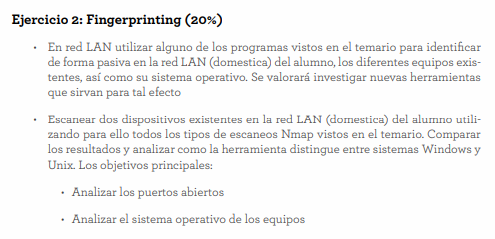 Ejercicio 2: Fingerprinting (20%)
• En red LAN utilizar alguno de los programas vistos en el temario para identificar
de forma pasiva en la red LAN (domestica) del alumno, los diferentes equipos exis-
tentes, así como su sistema operativo. Se valorará investigar nuevas herramientas
que sirvan para tal efecto
• Escanear dos dispositivos existentes en la red LAN (domestica) del alumno utili-
zando para ello todos los tipos de escaneos Nmap vistos en el temario. Comparar
los resultados y analizar como la herramienta distingue entre sistemas Windows y
Unix. Los objetivos principales:
• Analizar los puertos abiertos
• Analizar el sistema operativo de los equipos